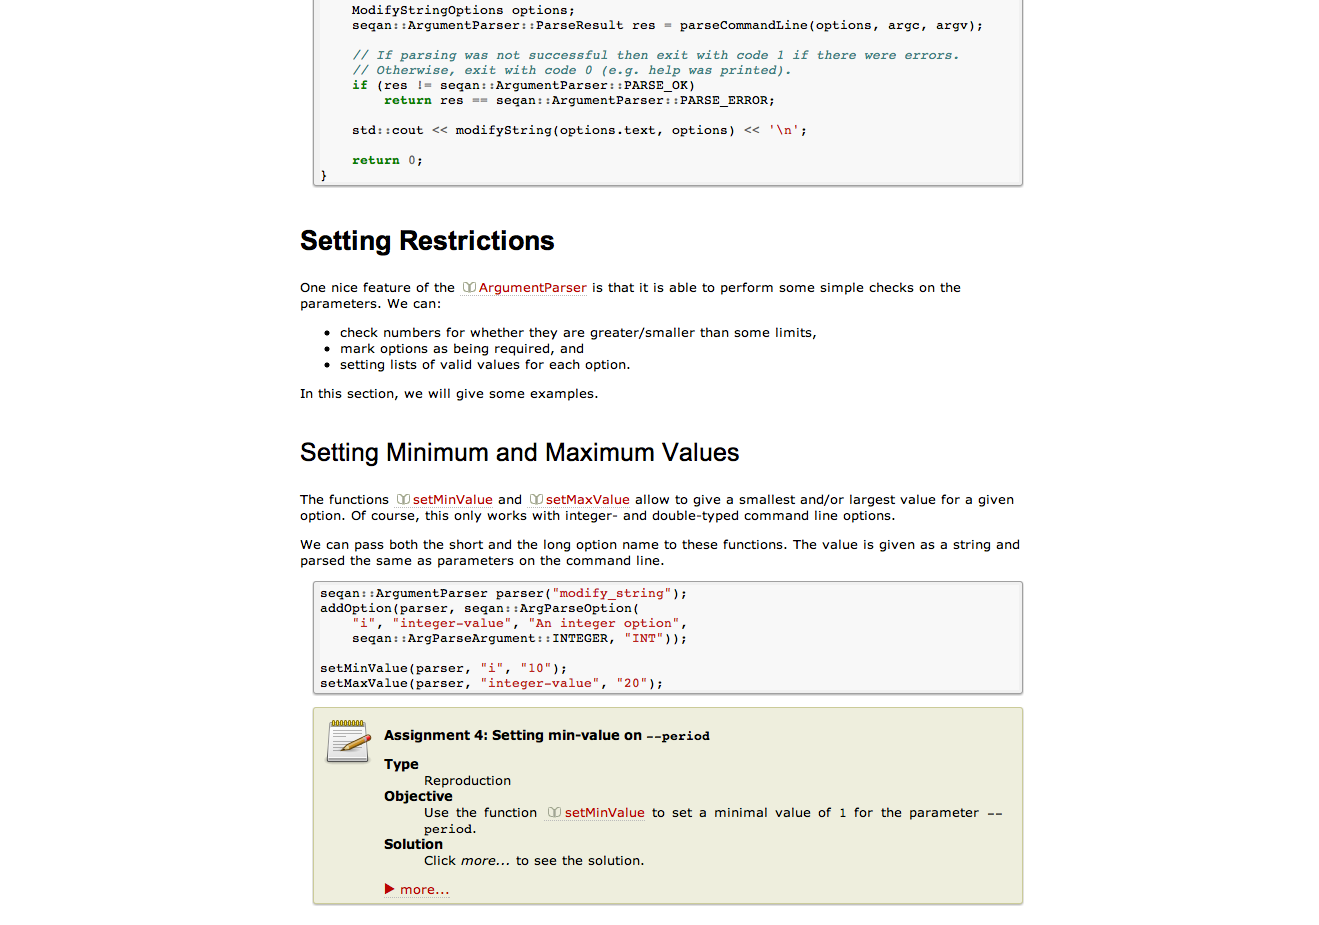 ModifyStringOptions options;
    seqan::ArgumentParser::ParseResult res = parseCommandLine(options, argc, argv);
    // If parsing was not successful then exit with code 1 if there were errors.
    // Otherwise, exit with code 0 (e.g. help was printed).
    if (res != seqan::ArgumentParser::PARSE_OK)
        return res == seqan::ArgumentParser::PARSE_ERROR;
    std::cout << modifyString(options.text, options) << '\n';
    return 0;
}
Setting Restrictions
One nice feature of the ArgumentParser is that it is able to perform some simple checks on the
parameters. We can:
• check numbers for whether they are greater/smaller than some limits,
• mark options as being required, and
• setting lists of valid values for each option.
In this section, we will give some examples.
Setting Minimum and Maximum Values
The functions setMinValue and setMaxValue allow to give a smallest and/or largest value for a given
option. Of course, this only works with integer- and double-typed command line options.
We can pass both the short and the long option name to these functions. The value is given as a string and
parsed the same as parameters on the command line.
seqan::ArgumentParser parser("modify_string");
addOption(parser, seqan::ArgParseOption(
    "i", "integer-value", "An integer option",
    seqan::ArgParseArgument::INTEGER, "INT"));
setMinValue(parser, "i", "10");
setMaxValue(parser, "integer-value", "20");
Assignment 4: Setting min-value on --period
Type
Reproduction
Objective
Use the function setMinValue to set a minimal value of 1 for the parameter --
period.
Solution
Click more... to see the solution.
▶ more...